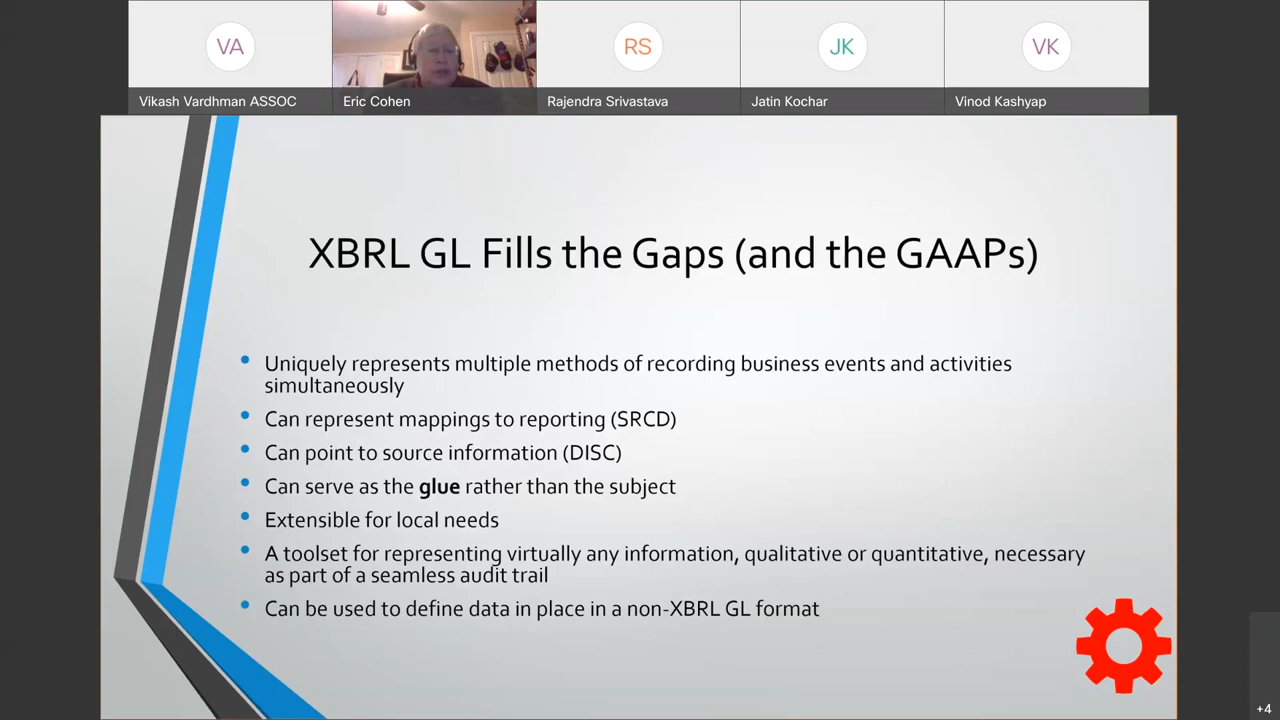 VA
RS
JK
VK
Vikash Vardhman ASSOC
Eric Cohen
Rajendra Srivastava
Jatin Kochar
Vinod Kashyap
XBRL GL Fills the Gaps (and the GAAPs)
• Uniquely represents multiple methods of recording business events and activities
simultaneously
• Can represent mappings to reporting (SRCD)
• Can point to source information (DISC)
• Can serve as the glue rather than the subject
• Extensible for local needs
• A toolset for representing virtually any information, qualitative or quantitative, necessary
as part of a seamless audit trail
• Can be used to define data in place in a non-XBRL GL format
+4